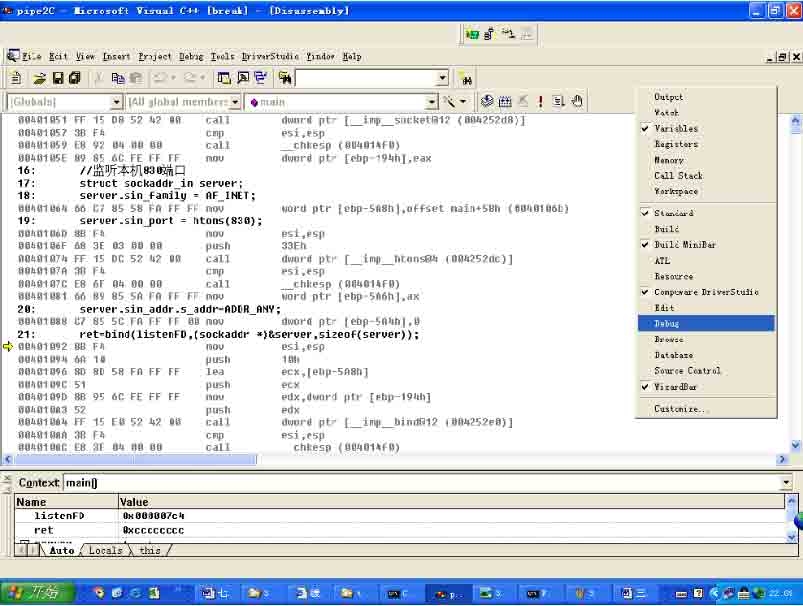 pipe2C - Microsoft Visual C++ [break] - [Disassembly]
File Edit View Insert Project Debug Tools DriverStudio Window Help
(Globals) (All global members main
00401051 FF 15 D8 52 42 00 call dword ptr [__imp__socket@12 (004252d8)]
00401057 3B F4 cmp esi,esp
00401059 E8 92 04 00 00 call __chkesp (004014f0)
0040105E 89 85 6C FE FF FF mov dword ptr [ebp-194h],eax
16: //监听本机830端口
17: struct sockaddr_in server;
18: server.sin_family = AF_INET;
00401064 66 C7 85 58 FA FF FF mov word ptr [ebp-5A8h],offset main+5Bh (0040106b)
19: server.sin_port = htons(830);
0040106D 8B F4 mov esi,esp
0040106F 68 3E 03 00 00 push 33Eh
00401074 FF 15 DC 52 42 00 call dword ptr [__imp__htons@4 (004252dc)]
0040107A 3B F4 cmp esi,esp
0040107C E8 6F 04 00 00 call __chkesp (004014f0)
00401081 66 89 85 5A FA FF FF mov word ptr [ebp-5A6h],ax
20: server.sin_addr.s_addr=ADDR_ANY;
00401088 C7 85 5C FA FF FF 00 mov dword ptr [ebp-5A4h],0
21: ret=bind(listenFD,(sockaddr *)&server,sizeof(server));
00401092 8B F4 mov esi,esp
00401094 6A 10 push 10h
00401096 8D 8D 58 FA FF FF lea ecx,[ebp-5A8h]
0040109C 51 push ecx
0040109D 8B 95 6C FE FF FF mov edx,dword ptr [ebp-194h]
004010A3 52 push edx
004010A4 FF 15 E0 52 42 00 call dword ptr [__imp__bind@12 (004252e0)]
004010AA 3B F4 cmp esi,esp
004010AC E8 3F 04 00 00 call __chkesp (004014f0)
Output
Watch
Variables
Registers
Memory
Call Stack
Workspace
Standard
Build
Build MiniBar
ATL
Resource
Compuware DriverStudio
Edit
Debug
Browse
Database
Source Control
WizardBar
Customize...
Context: main()
Name Value
listenFD 0x000007c4
ret 0xcccccccc
Auto Locals this
开始 七 3 1 C p. 3 F 3 三 22:09